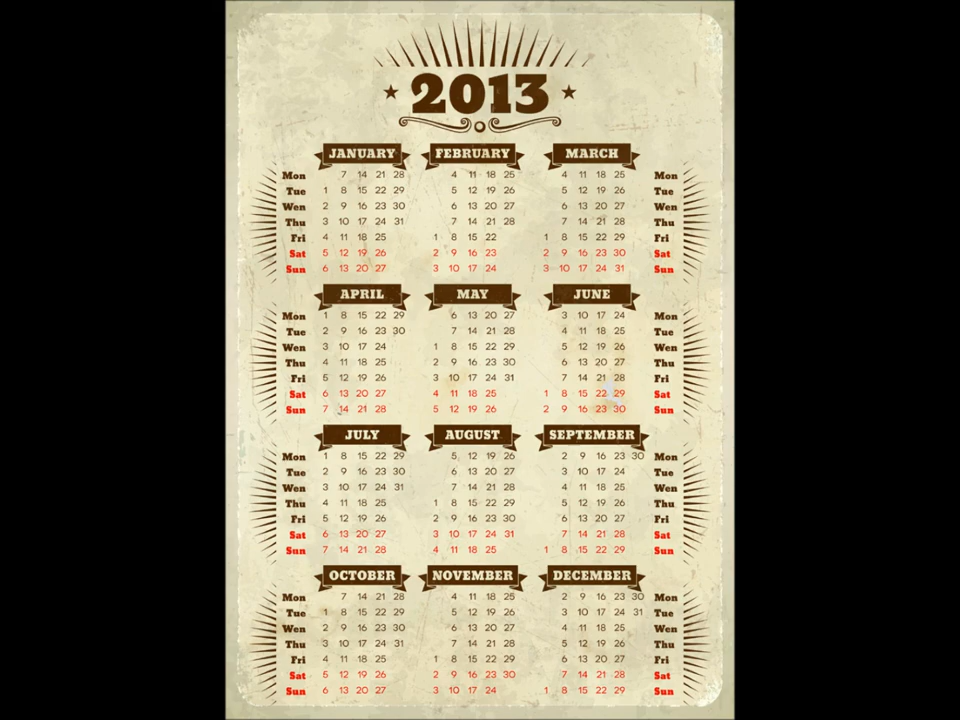 2013
JANUARY FEBRUARY MARCH
Mon 7 14 21 28 4 11 18 25 4 11 18 25 Mon
Tue 1 8 15 22 29 5 12 19 26 5 12 19 26 Tue
Wen 2 9 16 23 30 6 13 20 27 6 13 20 27 Wen
Thu 3 10 17 24 31 7 14 21 28 7 14 21 28 Thu
Fri 4 11 18 25 1 8 15 22 1 8 15 22 29 Fri
Sat 5 12 19 26 2 9 16 23 2 9 16 23 30 Sat
Sun 6 13 20 27 3 10 17 24 3 10 17 24 31 Sun
APRIL MAY JUNE
Mon 1 8 15 22 29 6 13 20 27 3 10 17 24 Mon
Tue 2 9 16 23 30 7 14 21 28 4 11 18 25 Tue
Wen 3 10 17 24 1 8 15 22 29 5 12 19 26 Wen
Thu 4 11 18 25 2 9 16 23 30 6 13 20 27 Thu
Fri 5 12 19 26 3 10 17 24 31 7 14 21 28 Fri
Sat 6 13 20 27 4 11 18 25 1 8 15 22 29 Sat
Sun 7 14 21 28 5 12 19 26 2 9 16 23 30 Sun
JULY AUGUST SEPTEMBER
Mon 1 8 15 22 29 5 12 19 26 2 9 16 23 30 Mon
Tue 2 9 16 23 30 6 13 20 27 3 10 17 24 Tue
Wen 3 10 17 24 31 7 14 21 28 4 11 18 25 Wen
Thu 4 11 18 25 1 8 15 22 29 5 12 19 26 Thu
Fri 5 12 19 26 2 9 16 23 30 6 13 20 27 Fri
Sat 6 13 20 27 3 10 17 24 31 7 14 21 28 Sat
Sun 7 14 21 28 4 11 18 25 1 8 15 22 29 Sun
OCTOBER NOVEMBER DECEMBER
Mon 7 14 21 28 4 11 18 25 2 9 16 23 30 Mon
Tue 1 8 15 22 29 5 12 19 26 3 10 17 24 31 Tue
Wen 2 9 16 23 30 6 13 20 27 4 11 18 25 Wen
Thu 3 10 17 24 31 7 14 21 28 5 12 19 26 Thu
Fri 4 11 18 25 1 8 15 22 29 6 13 20 27 Fri
Sat 5 12 19 26 2 9 16 23 30 7 14 21 28 Sat
Sun 6 13 20 27 3 10 17 24 1 8 15 22 29 Sun